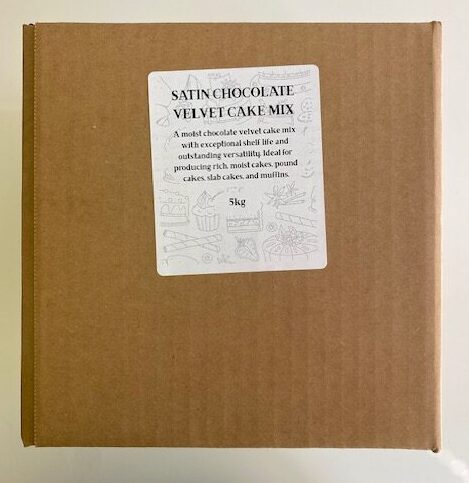 SATIN CHOCOLATE
VELVET CAKE MIX
A moist chocolate velvet cake mix
with exceptional shelf life and
outstanding versatility. Ideal for
producing rich, moist cakes, pound
cakes, slab cakes, and muffins.
5kg